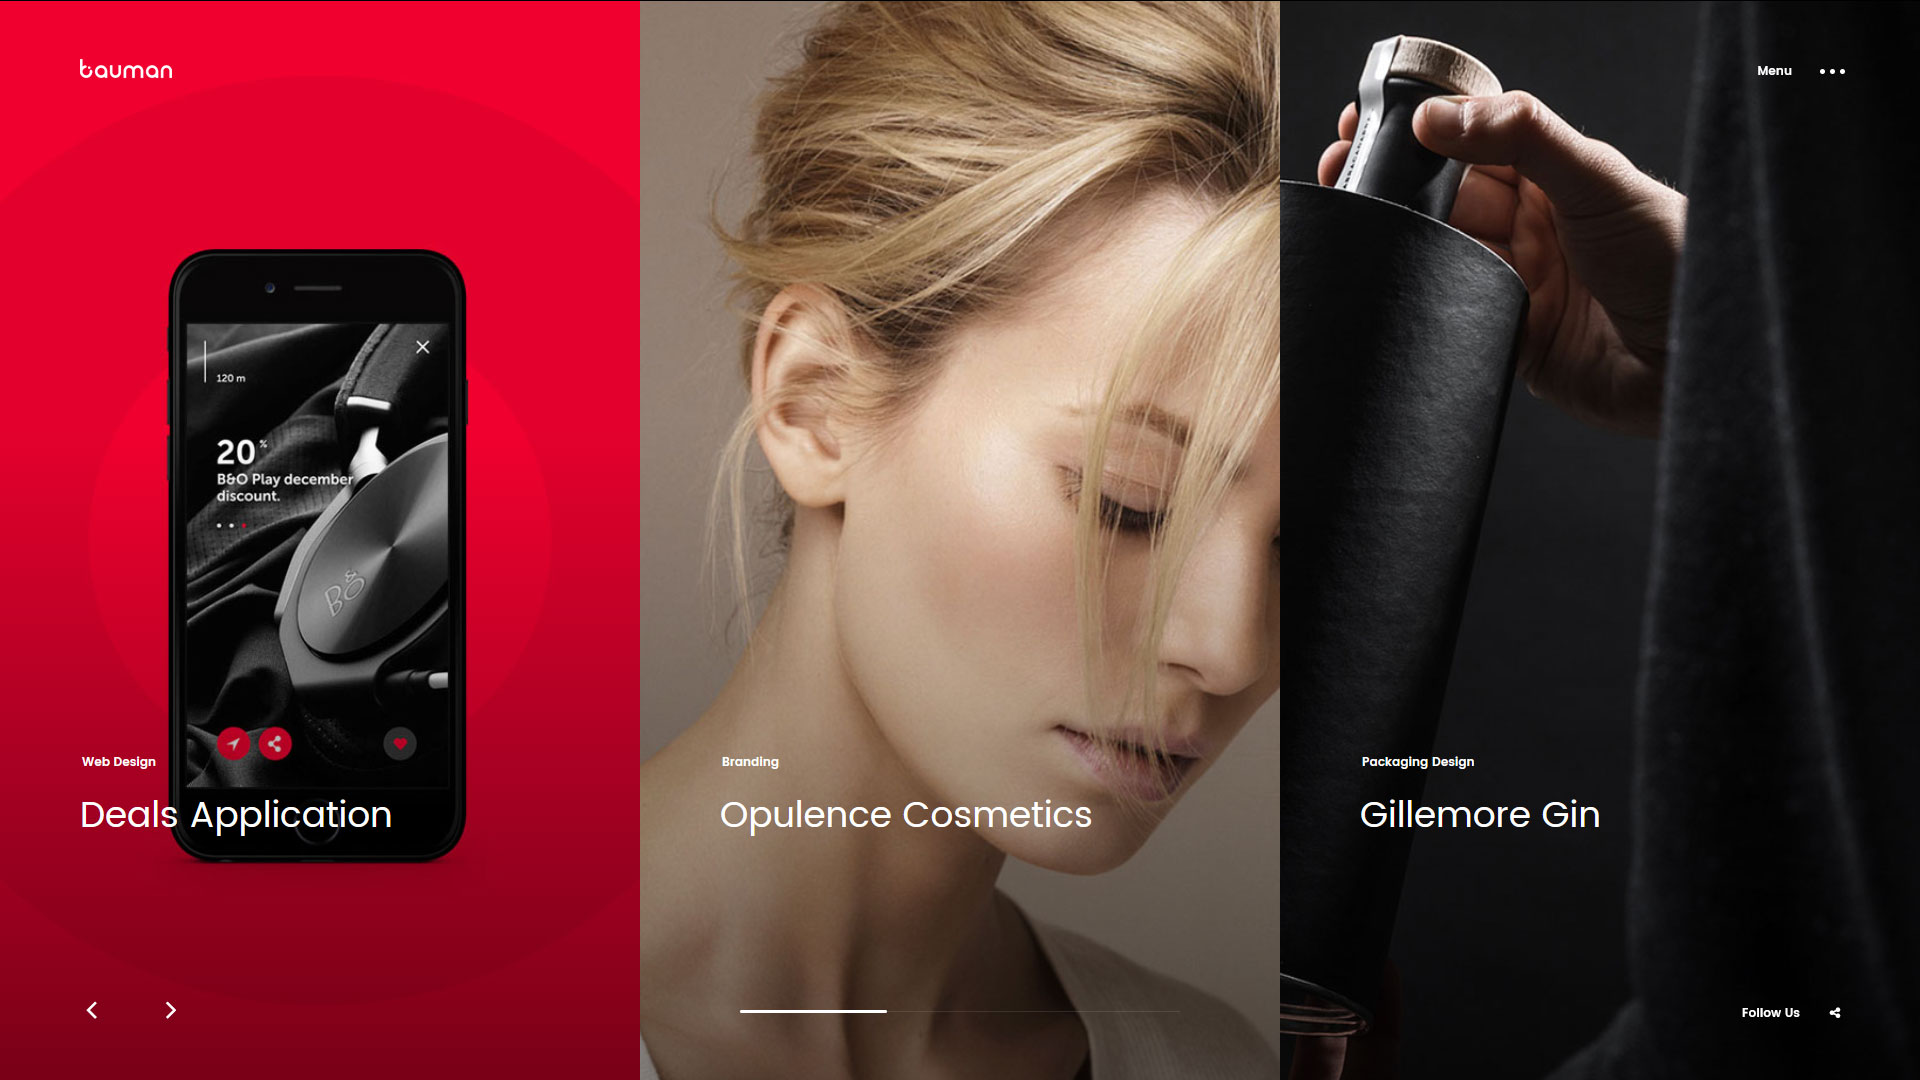 bauman
Menu
120 m
20%
B&O Play december
discount.
B&O
Web Design
Deals Application
Branding
Opulence Cosmetics
Packaging Design
Gillemore Gin
Follow Us